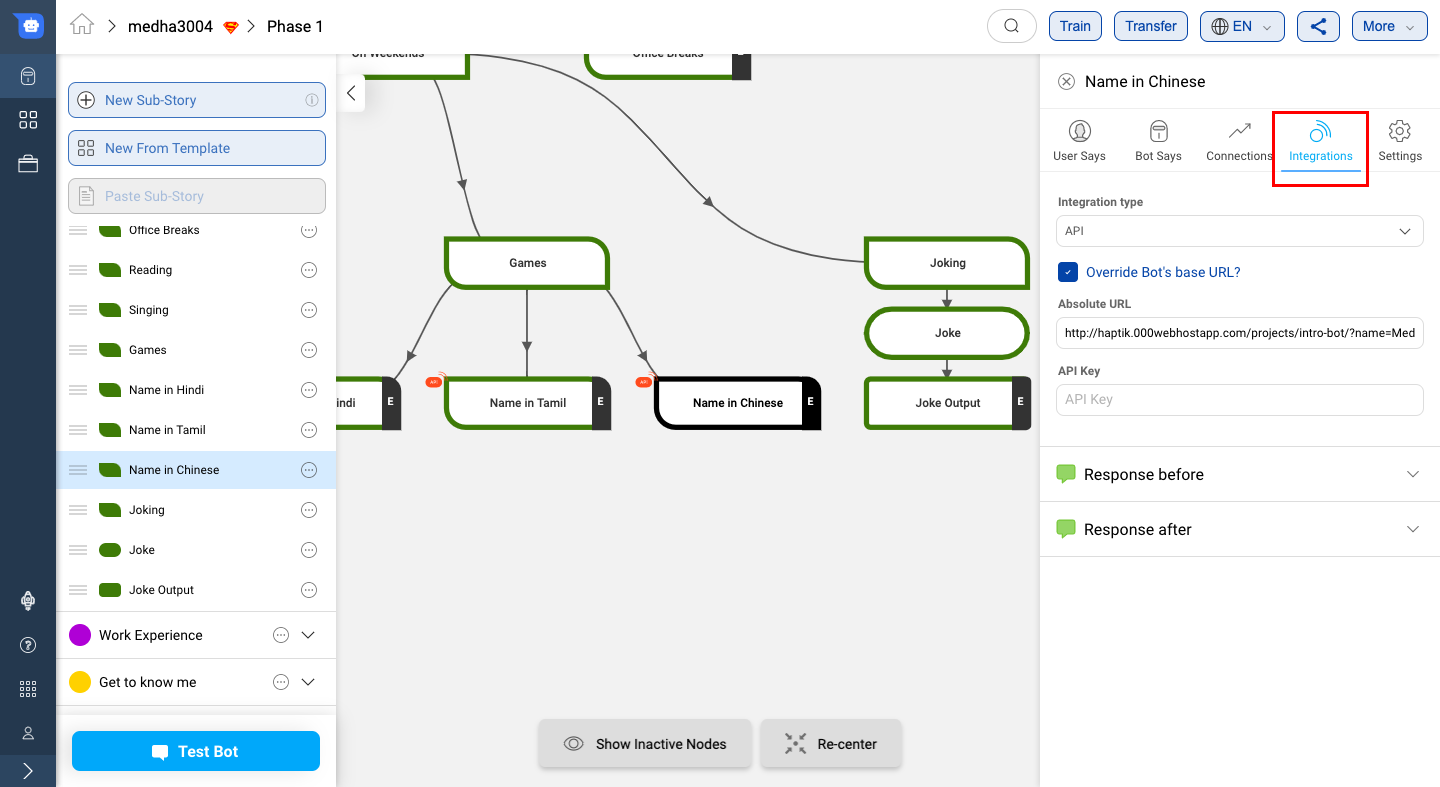 medha3004
Phase 1
Train
Transfer
EN
More
New Sub-Story
New From Template
Paste Sub-Story
Office Breaks
Reading
Singing
Games
Name in Hindi
Name in Tamil
Name in Chinese
Joking
Joke
Joke Output
Work Experience
Get to know me
Test Bot
On Weekends
Office Breaks
Games
Joking
Joke
indi
E
API
Name in Tamil
E
API
Name in Chinese
E
Joke Output
E
Show Inactive Nodes
Re-center
Name in Chinese
User Says
Bot Says
Connections
Integrations
Settings
Integration type
API
Override Bot's base URL?
Absolute URL
http://haptik.000webhostapp.com/projects/intro-bot/?name=Med
API Key
API Key
Response before
Response after